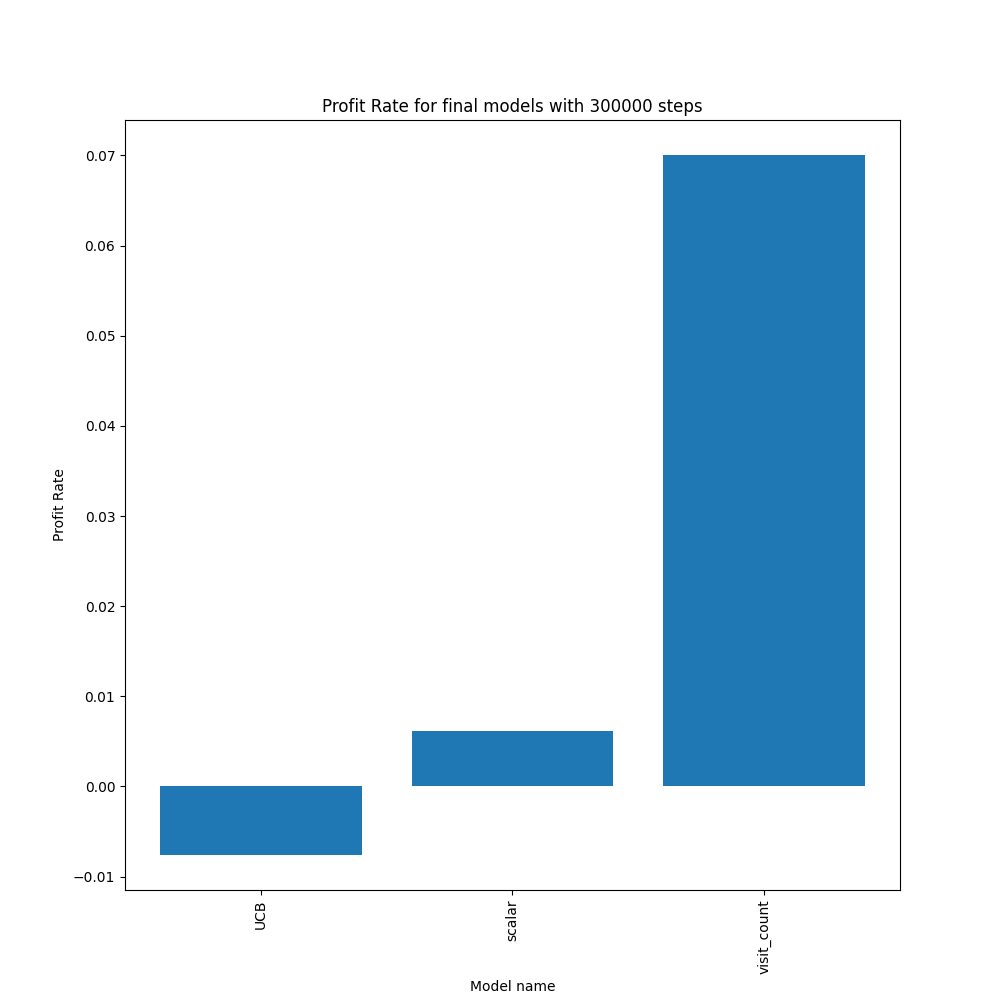 Profit Rate for final models with 300000 steps
0.07
0.06
0.05
0.04
0.03
0.02
0.01
0.00
−0.01
Profit Rate
UCB
scalar
visit_count
Model name